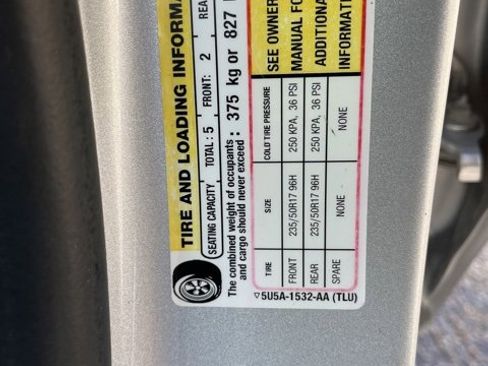 TIRE AND LOADING INFORMA
SEATING CAPACITY TOTAL: 5 FRONT: 2 REA
The combined weight of occupants
and cargo should never exceed: 375 kg or 827
TIRE SIZE COLD TIRE PRESSURE SEE OWNER
FRONT 235/50R17 96H 250 KPA, 36 PSI MANUAL FO
REAR 235/50R17 96H 250 KPA, 36 PSI ADDITIONA
SPARE NONE NONE INFORMATION
5U5A-1532-AA (TLU)